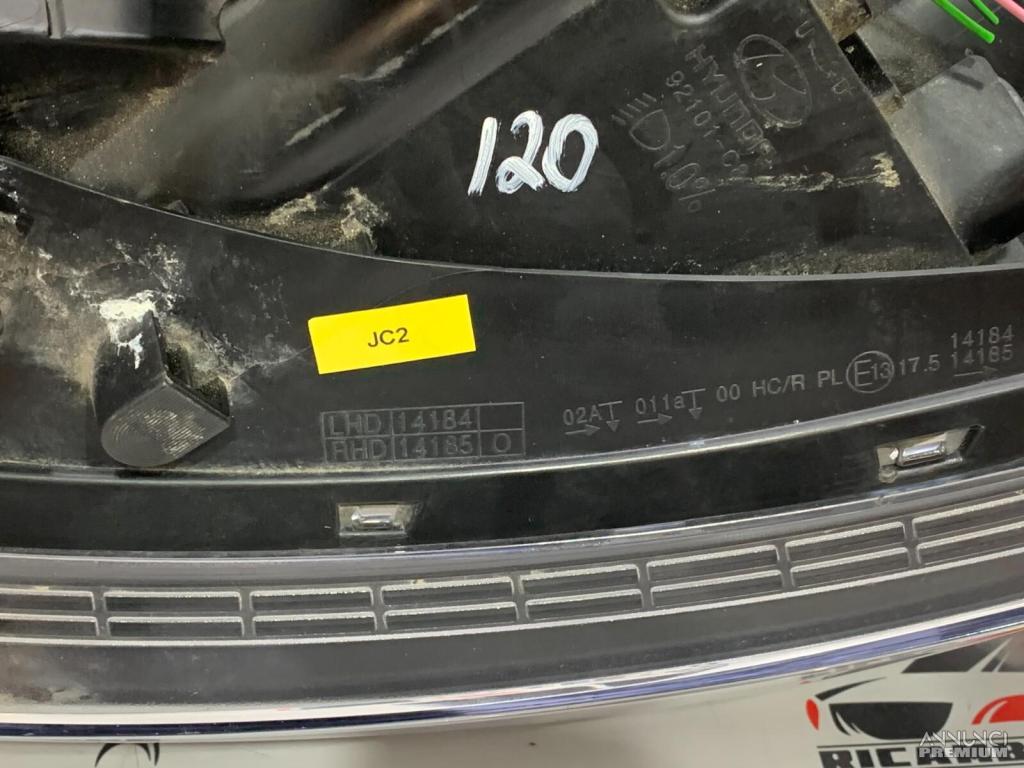 120
HYUNDAI
1.0%
JC2
LHD 14184
RHD 14185 O
02A 011a 00 HC/R PL E13 17.5 14184
14185
ANNUNCI
PREMIUM